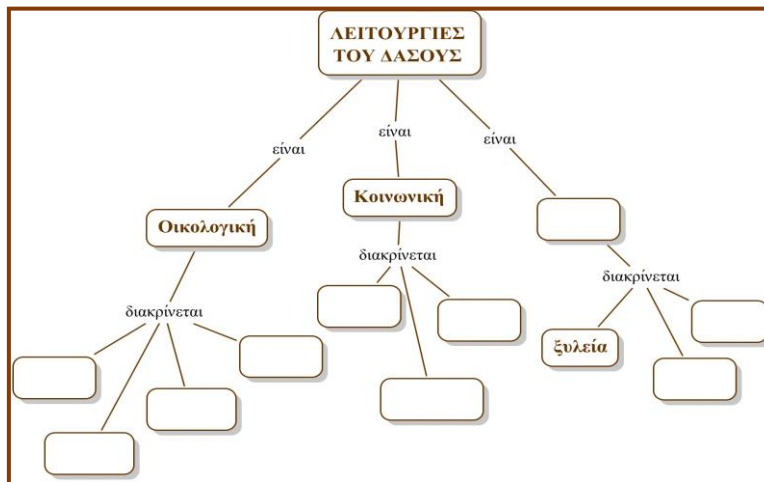 ΛΕΙΤΟΥΡΓΙΕΣ
ΤΟΥ ΔΑΣΟΥΣ
είναι
είναι
είναι
Οικολογική
Κοινωνική
διακρίνεται
διακρίνεται
διακρίνεται
ξυλεία